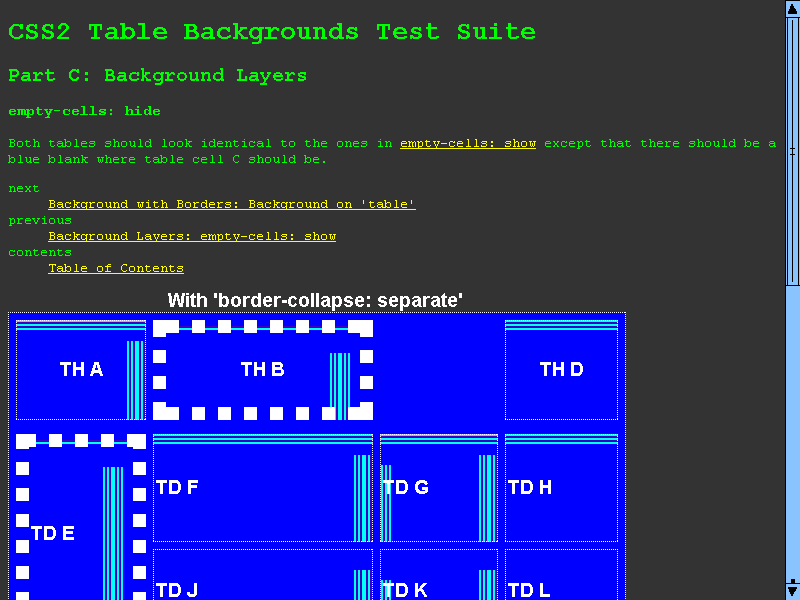 CSS2 Table Backgrounds Test Suite
Part C: Background Layers
empty-cells: hide
Both tables should look identical to the ones in empty-cells: show except that there should be a
blue blank where table cell C should be.
next
Background with Borders: Background on 'table'
previous
Background Layers: empty-cells: show
contents
Table of Contents
With 'border-collapse: separate'
TH A TH B TH D
TD F TD G TD H
TD E
TD J TD K TD L